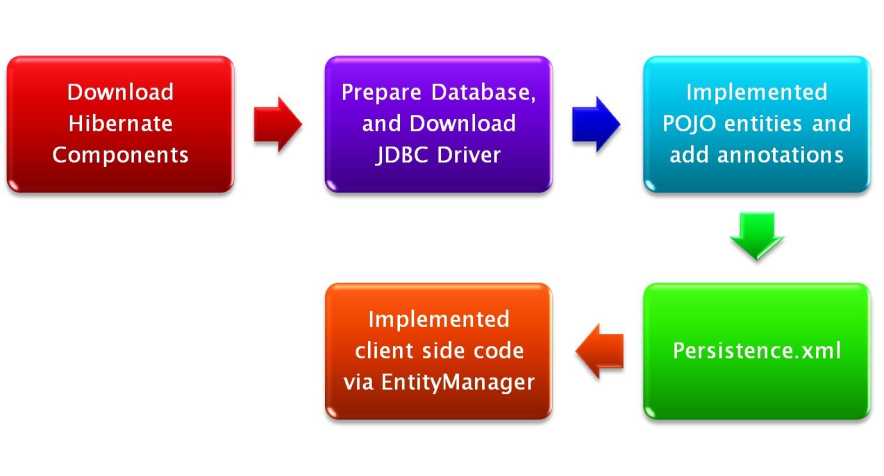 Download
Hibernate
Components
Prepare Database,
and Download
JDBC Driver
Implemented
POJO entities and
add annotations
Persistence.xml
Implemented
client side code
via EntityManager